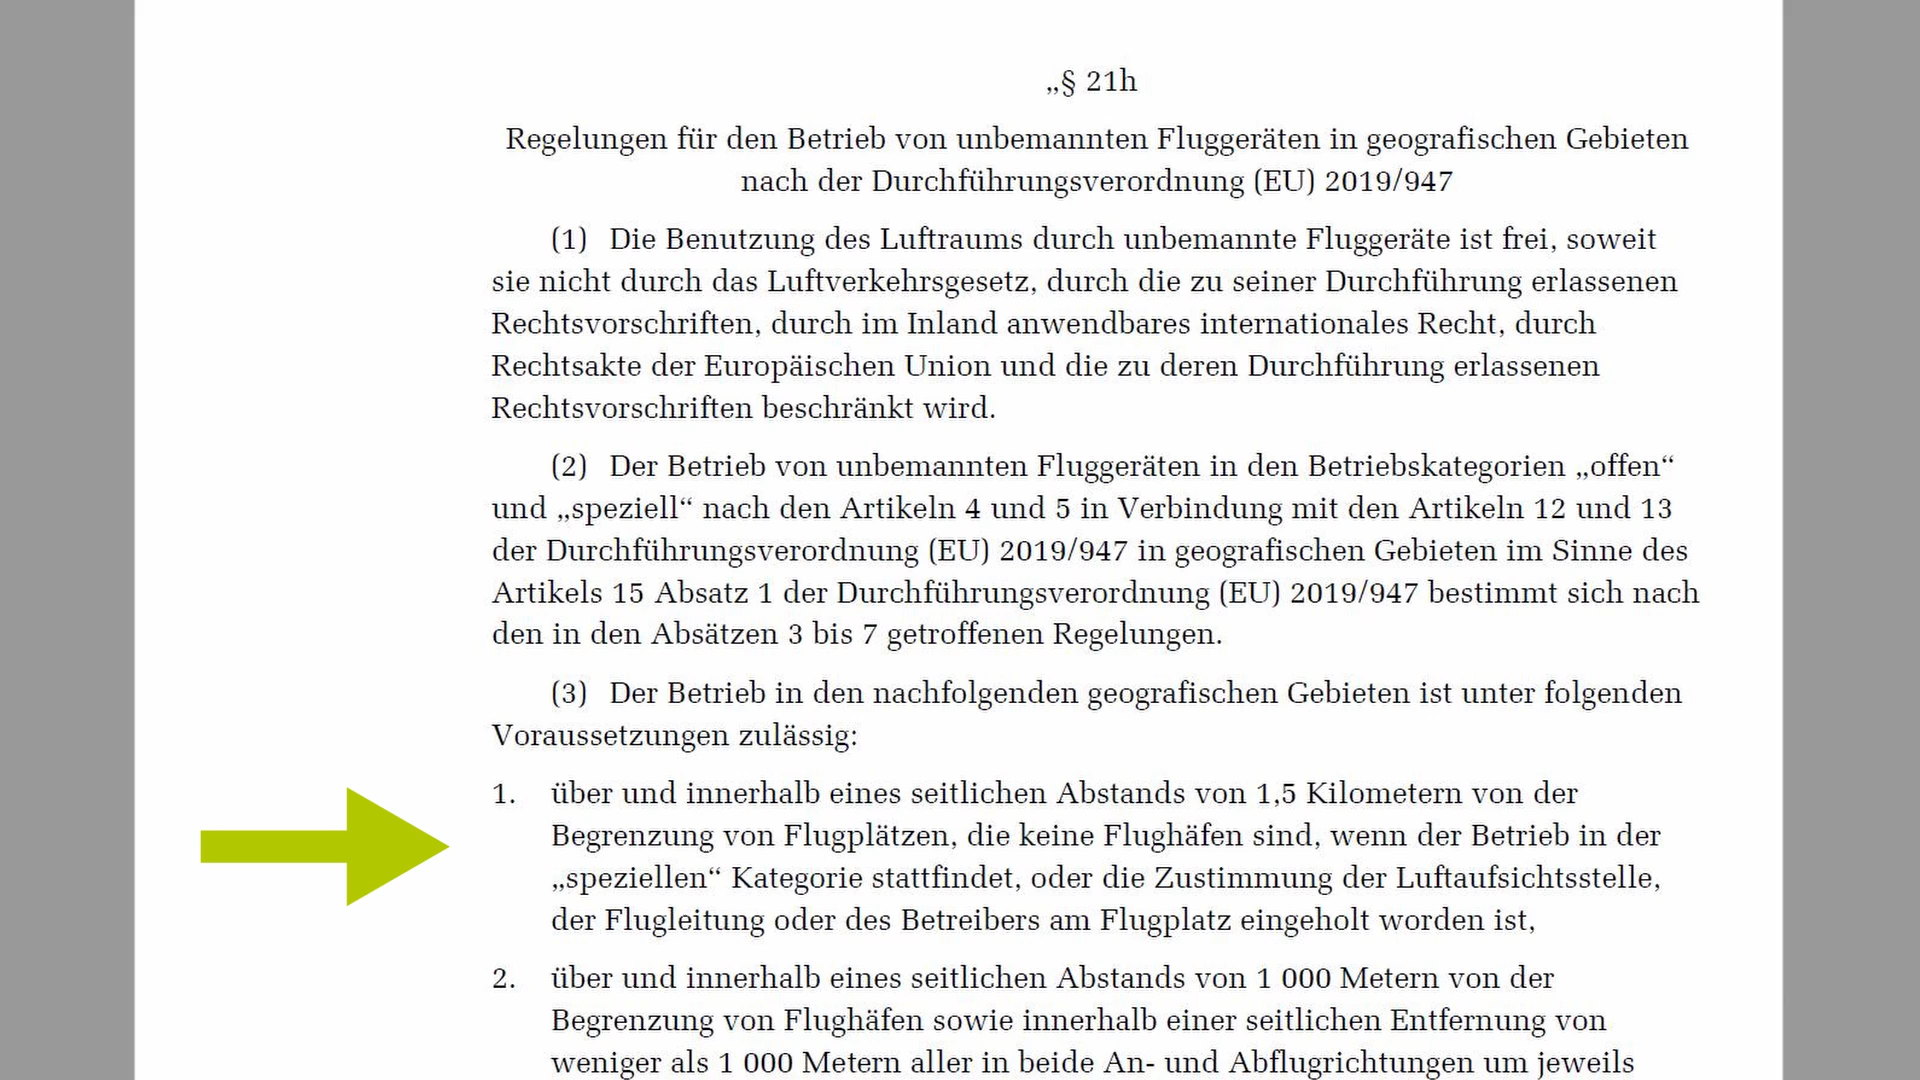 „§ 21h
Regelungen für den Betrieb von unbemannten Fluggeräten in geografischen Gebieten
nach der Durchführungsverordnung (EU) 2019/947
(1) Die Benutzung des Luftraums durch unbemannte Fluggeräte ist frei, soweit
sie nicht durch das Luftverkehrsgesetz, durch die zu seiner Durchführung erlassenen
Rechtsvorschriften, durch im Inland anwendbares internationales Recht, durch
Rechtsakte der Europäischen Union und die zu deren Durchführung erlassenen
Rechtsvorschriften beschränkt wird.
(2) Der Betrieb von unbemannten Fluggeräten in den Betriebskategorien „offen“
und „speziell“ nach den Artikeln 4 und 5 in Verbindung mit den Artikeln 12 und 13
der Durchführungsverordnung (EU) 2019/947 in geografischen Gebieten im Sinne des
Artikels 15 Absatz 1 der Durchführungsverordnung (EU) 2019/947 bestimmt sich nach
den in den Absätzen 3 bis 7 getroffenen Regelungen.
(3) Der Betrieb in den nachfolgenden geografischen Gebieten ist unter folgenden
Voraussetzungen zulässig:
1. über und innerhalb eines seitlichen Abstands von 1,5 Kilometern von der
Begrenzung von Flugplätzen, die keine Flughäfen sind, wenn der Betrieb in der
„speziellen“ Kategorie stattfindet, oder die Zustimmung der Luftaufsichtsstelle,
der Flugleitung oder des Betreibers am Flugplatz eingeholt worden ist,
2. über und innerhalb eines seitlichen Abstands von 1 000 Metern von der
Begrenzung von Flughäfen sowie innerhalb einer seitlichen Entfernung von
weniger als 1 000 Metern aller in beide An- und Abflugrichtungen um jeweils